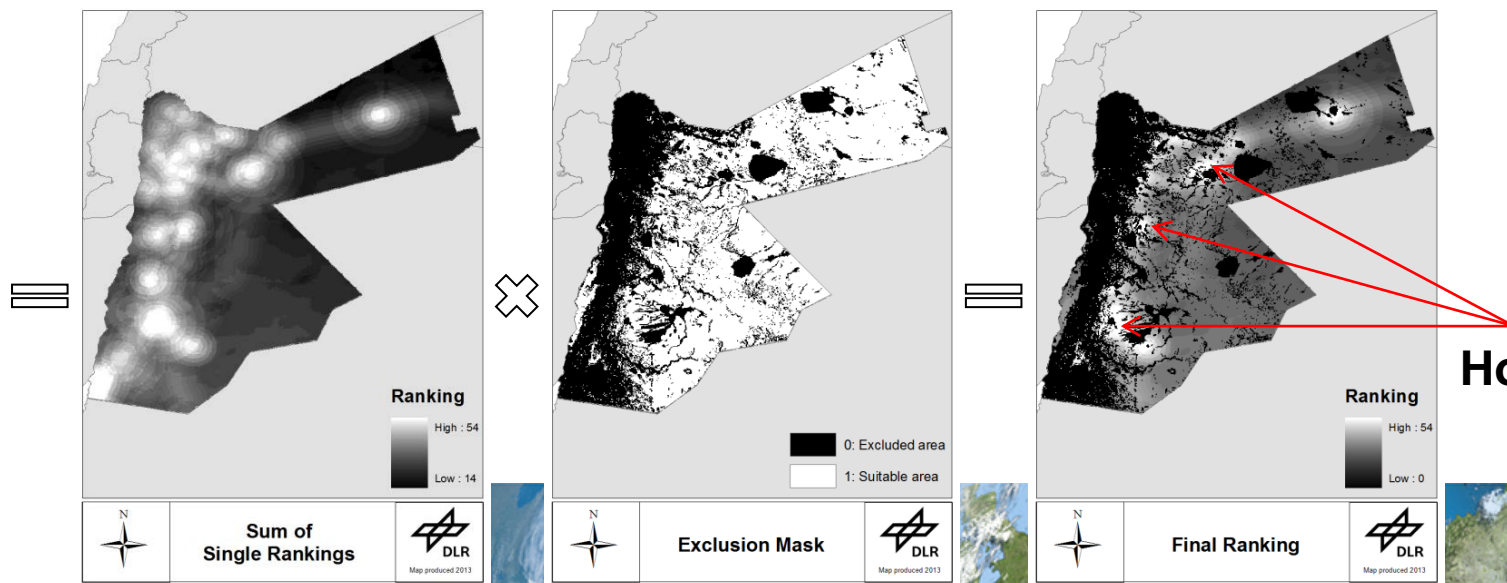 Ranking
High : 54
Low : 14
N
Sum of
Single Rankings
DLR
Map produced 2013
0: Excluded area
1: Suitable area
N
Exclusion Mask
DLR
Map produced 2013
Ho
Ranking
High : 54
Low : 0
N
Final Ranking
DLR
Map produced 2013